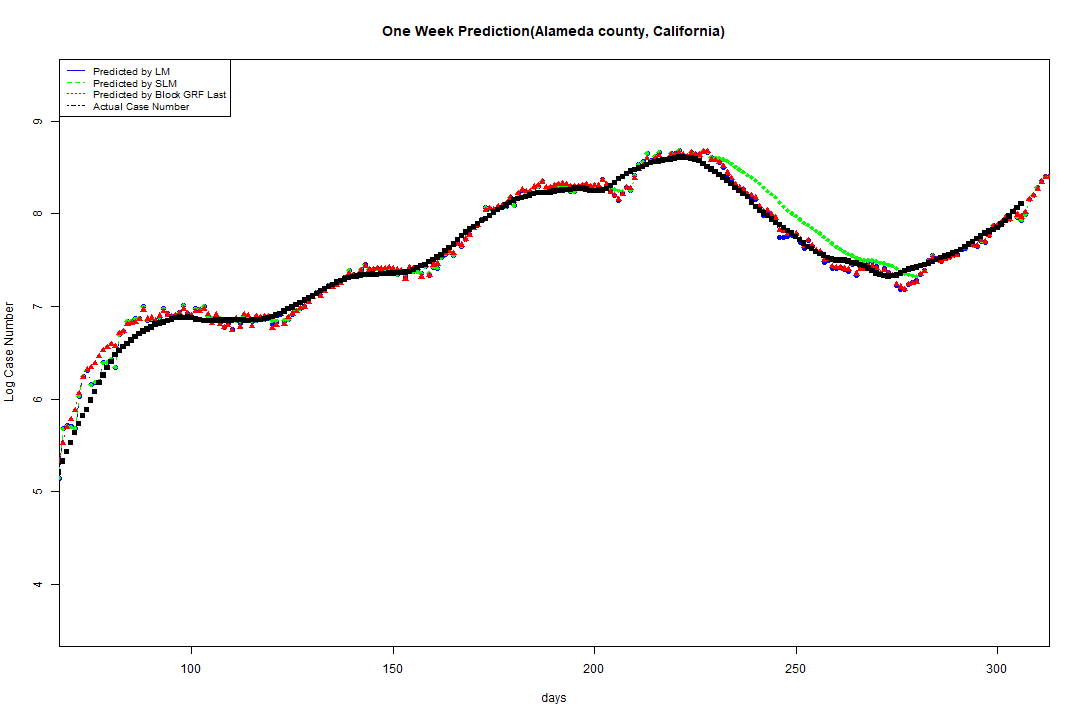 One Week Prediction(Alameda county, California)
Predicted by LM
Predicted by SLM
Predicted by Block GRF Last
Actual Case Number
9
8
7
6
5
4
Log Case Number
100 150 200 250 300
days